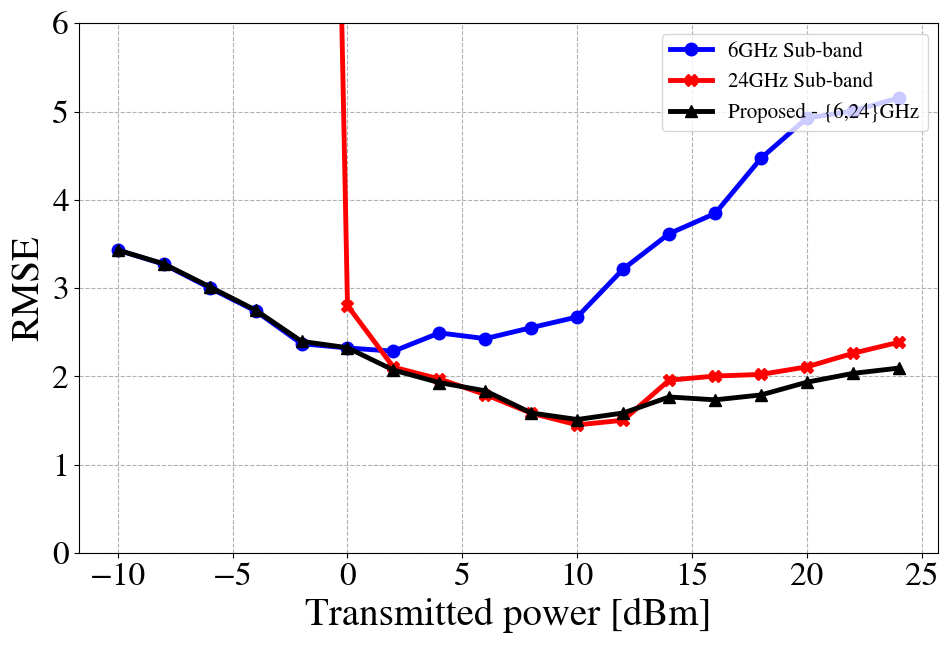 6
5
4
3
2
1
0
RMSE
−10 −5 0 5 10 15 20 25
Transmitted power [dBm]
6GHz Sub-band
24GHz Sub-band
Proposed - {6,24}GHz